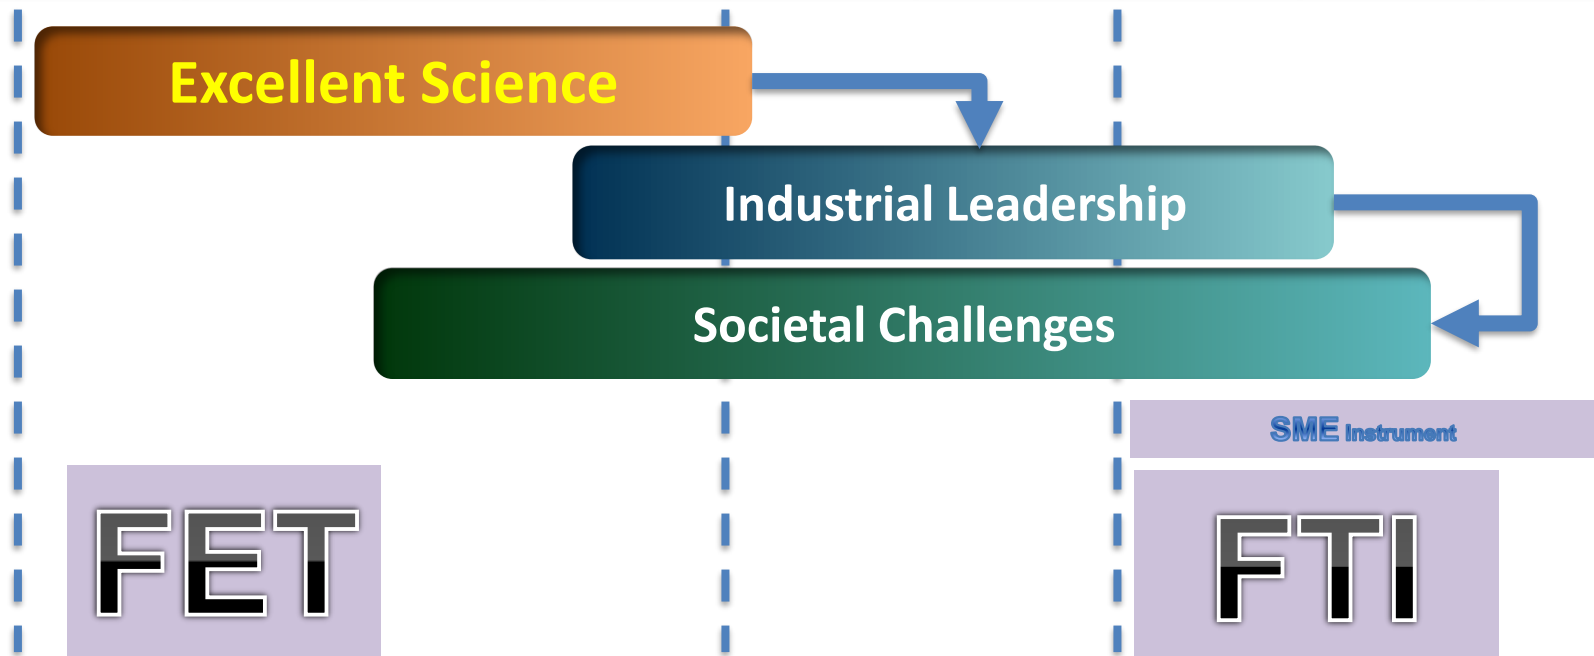 Excellent Science
Industrial Leadership
Societal Challenges
SME Instrument
FET
FTI